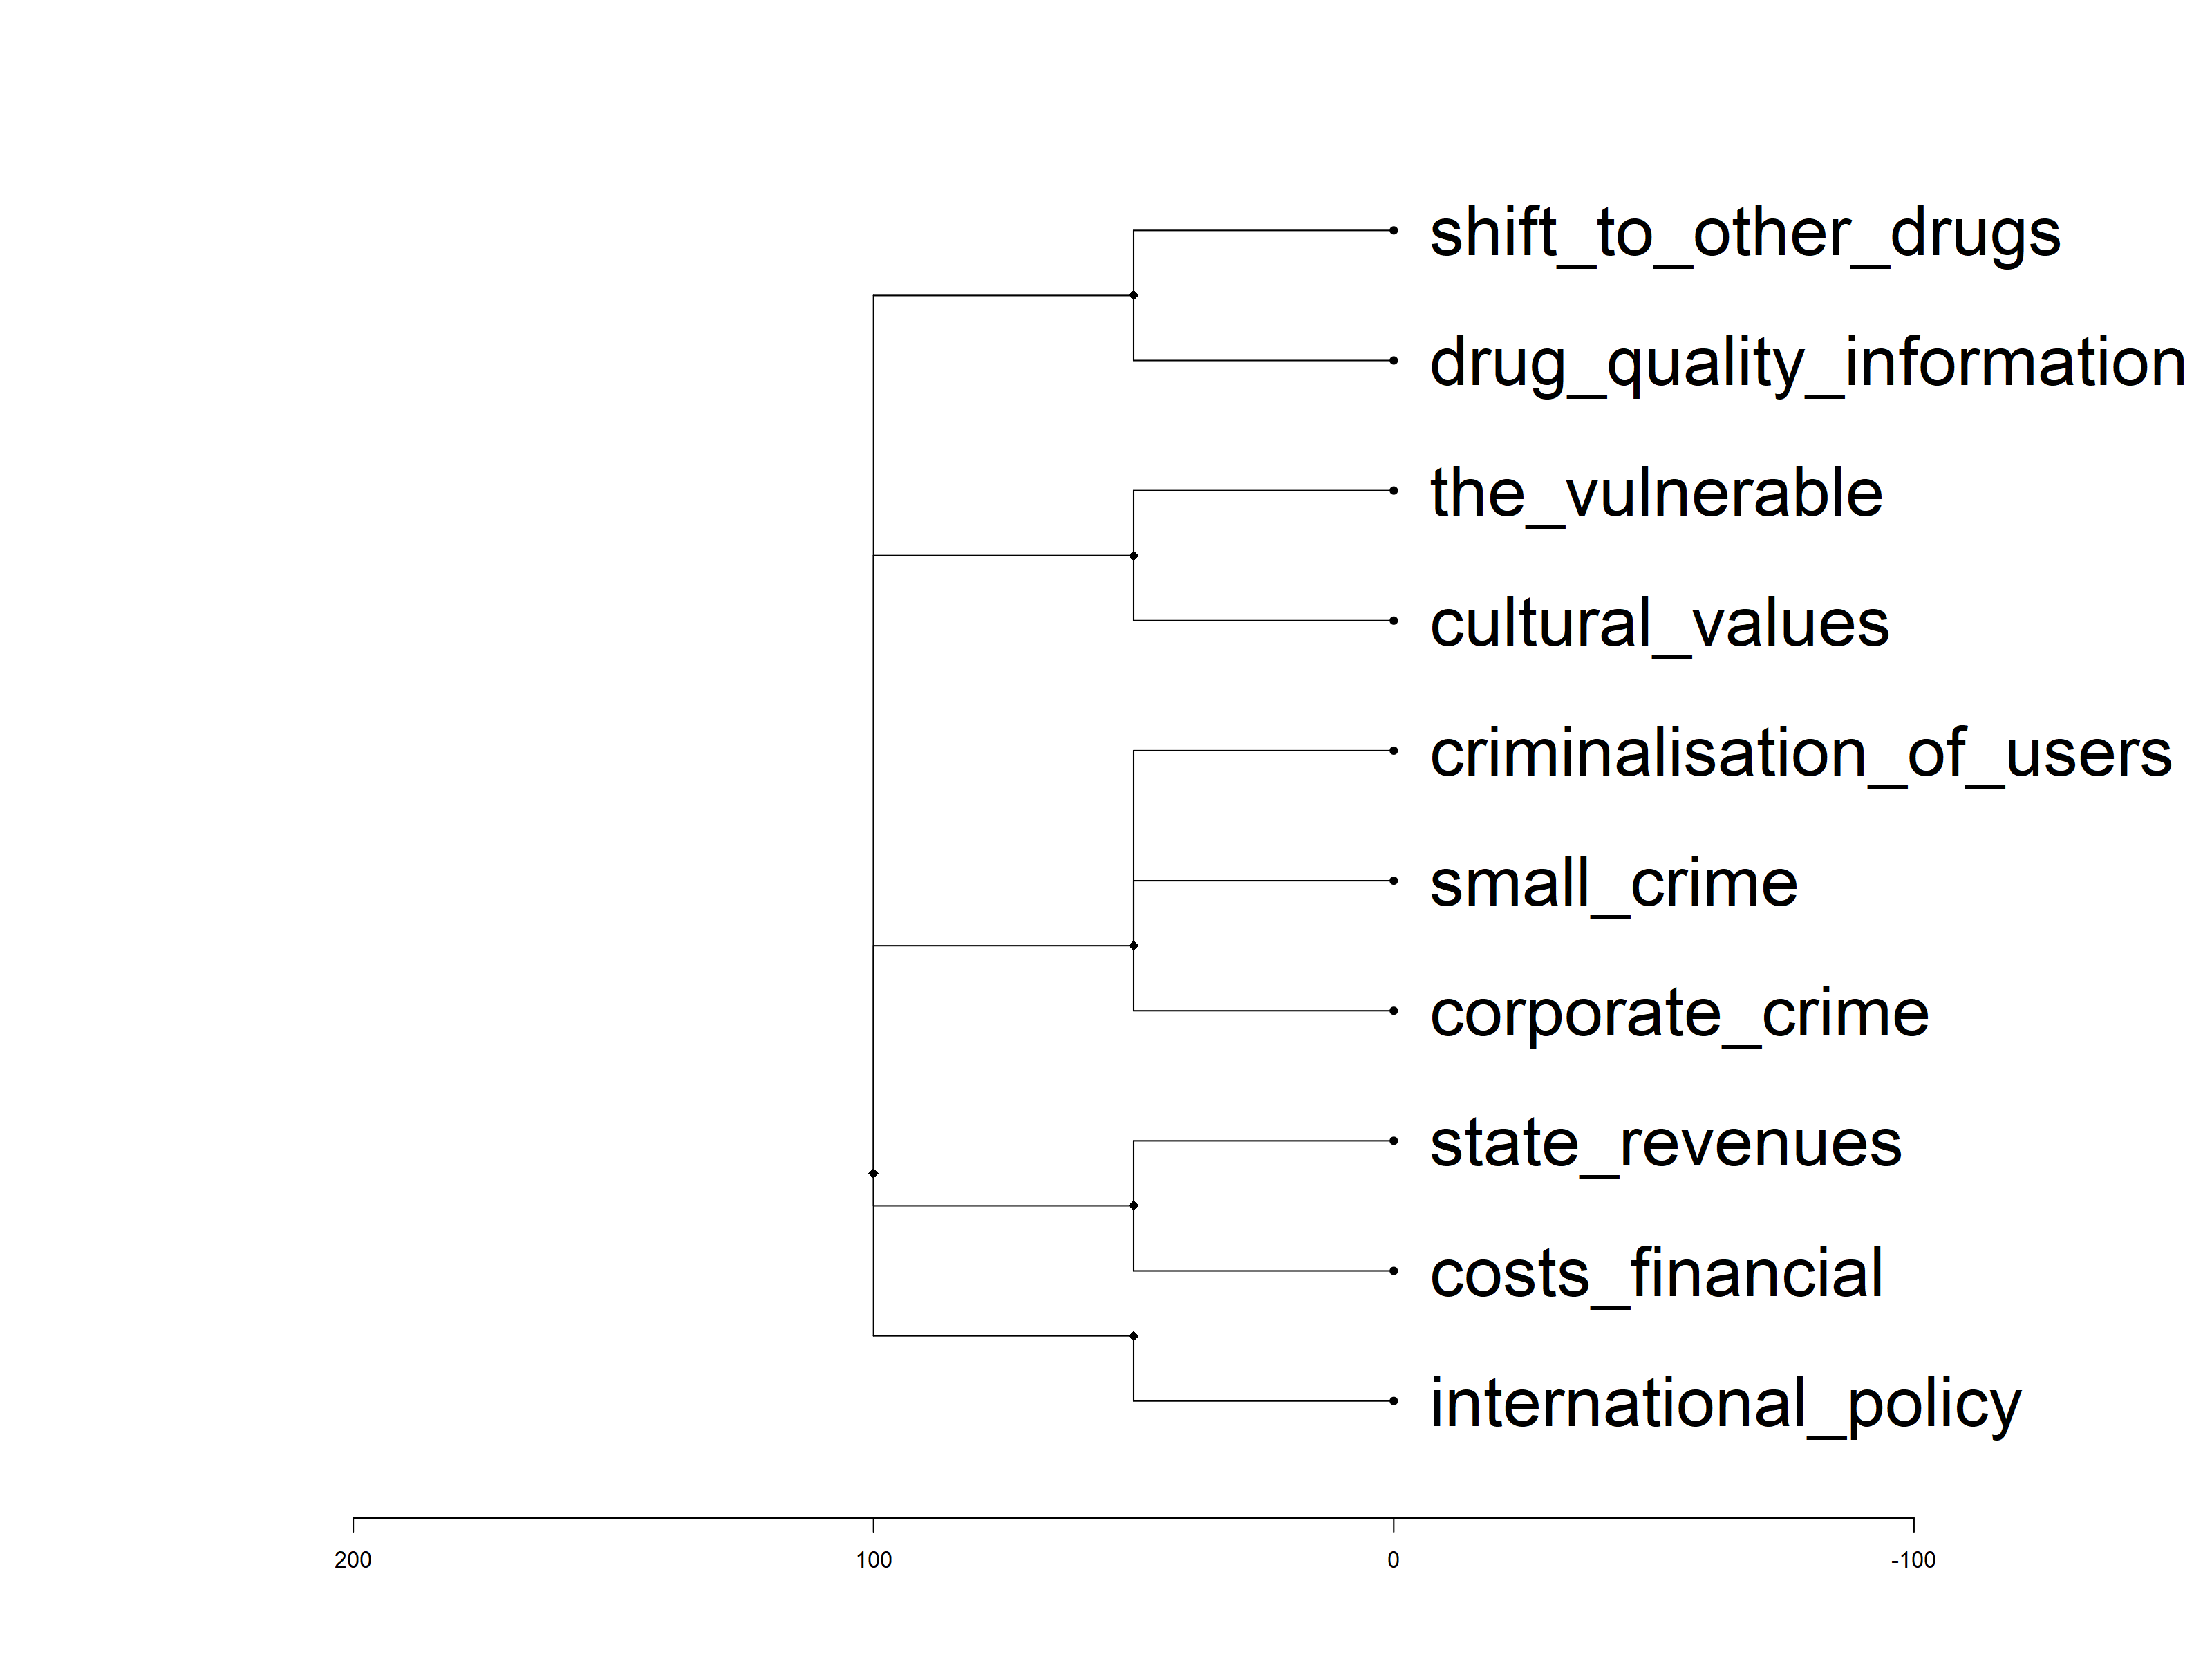 shift_to_other_drugs
drug_quality_information
the_vulnerable
cultural_values
criminalisation_of_users
small_crime
corporate_crime
state_revenues
costs_financial
international_policy
200 100 0 -100